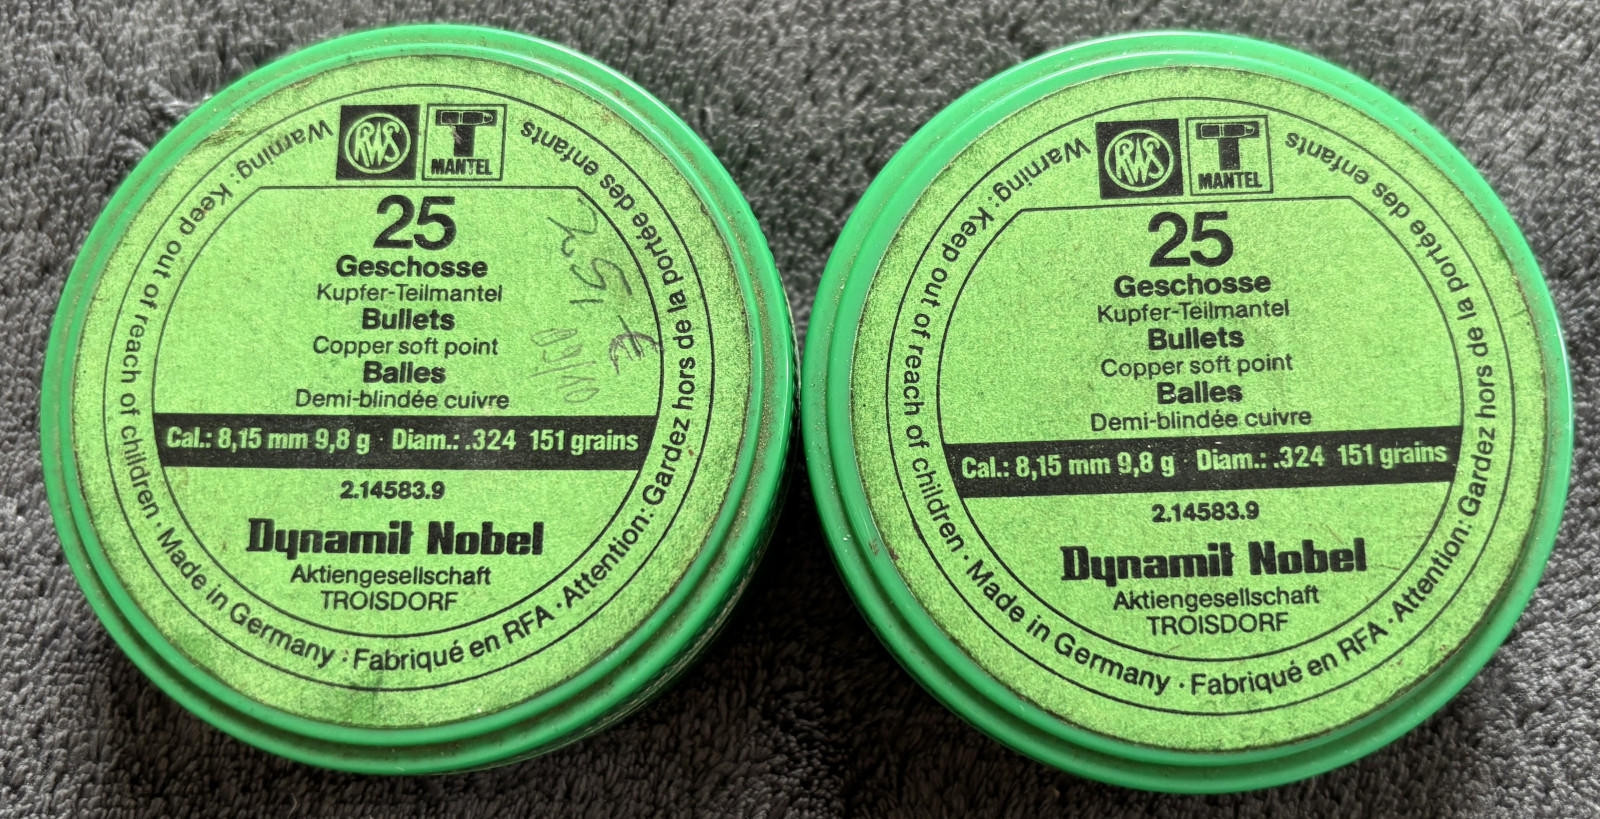 RWS
T
MANTEL
25
Geschosse
Kupfer-Teilmantel
Bullets
Copper soft point
Balles
Demi-blindée cuivre
Cal.: 8,15 mm 9,8 g · Diam.: .324 151 grains
2.14583.9
Dynamit Nobel
Aktiengesellschaft
TROISDORF
Warning: Keep out of reach of children · Made in Germany · Fabriqué en RFA · Attention: Gardez hors de la portée des enfants
25,- €
09/10
RWS
T
MANTEL
25
Geschosse
Kupfer-Teilmantel
Bullets
Copper soft point
Balles
Demi-blindée cuivre
Cal.: 8,15 mm 9,8 g · Diam.: .324 151 grains
2.14583.9
Dynamit Nobel
Aktiengesellschaft
TROISDORF
Warning: Keep out of reach of children · Made in Germany · Fabriqué en RFA · Attention: Gardez hors de la portée des enfants